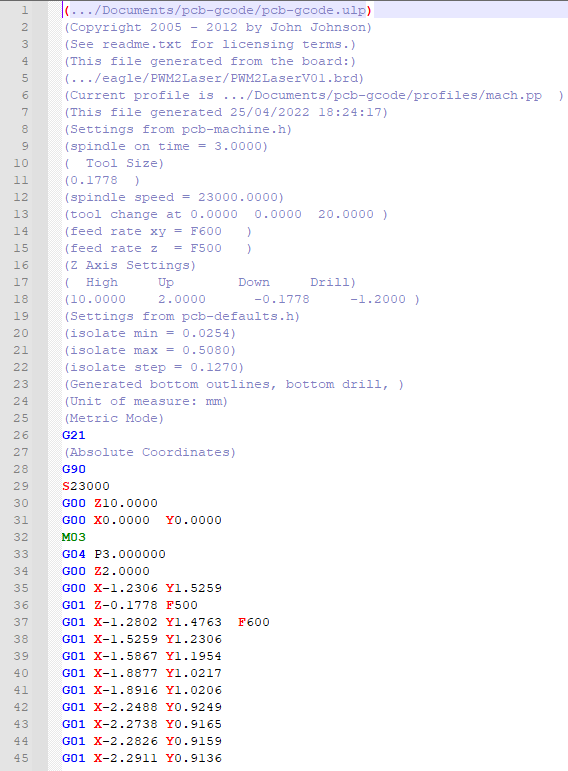 1 (.../Documents/pcb-gcode/pcb-gcode.ulp)
2 (Copyright 2005 - 2012 by John Johnson)
3 (See readme.txt for licensing terms.)
4 (This file generated from the board:)
5 (.../eagle/PWM2Laser/PWM2LaserV01.brd)
6 (Current profile is .../Documents/pcb-gcode/profiles/mach.pp  )
7 (This file generated 25/04/2022 18:24:17)
8 (Settings from pcb-machine.h)
9 (spindle on time = 3.0000)
10 (  Tool Size)
11 (0.1778  )
12 (spindle speed = 23000.0000)
13 (tool change at 0.0000  0.0000  20.0000 )
14 (feed rate xy = F600   )
15 (feed rate z  = F500   )
16 (Z Axis Settings)
17 (  High     Up        Down     Drill)
18 (10.0000    2.0000      -0.1778     -1.2000 )
19 (Settings from pcb-defaults.h)
20 (isolate min = 0.0254)
21 (isolate max = 0.5080)
22 (isolate step = 0.1270)
23 (Generated bottom outlines, bottom drill, )
24 (Unit of measure: mm)
25 (Metric Mode)
26 G21
27 (Absolute Coordinates)
28 G90
29 S23000
30 G00 Z10.0000
31 G00 X0.0000  Y0.0000
32 M03
33 G04 P3.000000
34 G00 Z2.0000
35 G00 X-1.2306 Y1.5259
36 G01 Z-0.1778 F500
37 G01 X-1.2802 Y1.4763  F600
38 G01 X-1.5259 Y1.2306
39 G01 X-1.5867 Y1.1954
40 G01 X-1.8877 Y1.0217
41 G01 X-1.8916 Y1.0206
42 G01 X-2.2488 Y0.9249
43 G01 X-2.2738 Y0.9165
44 G01 X-2.2826 Y0.9159
45 G01 X-2.2911 Y0.9136